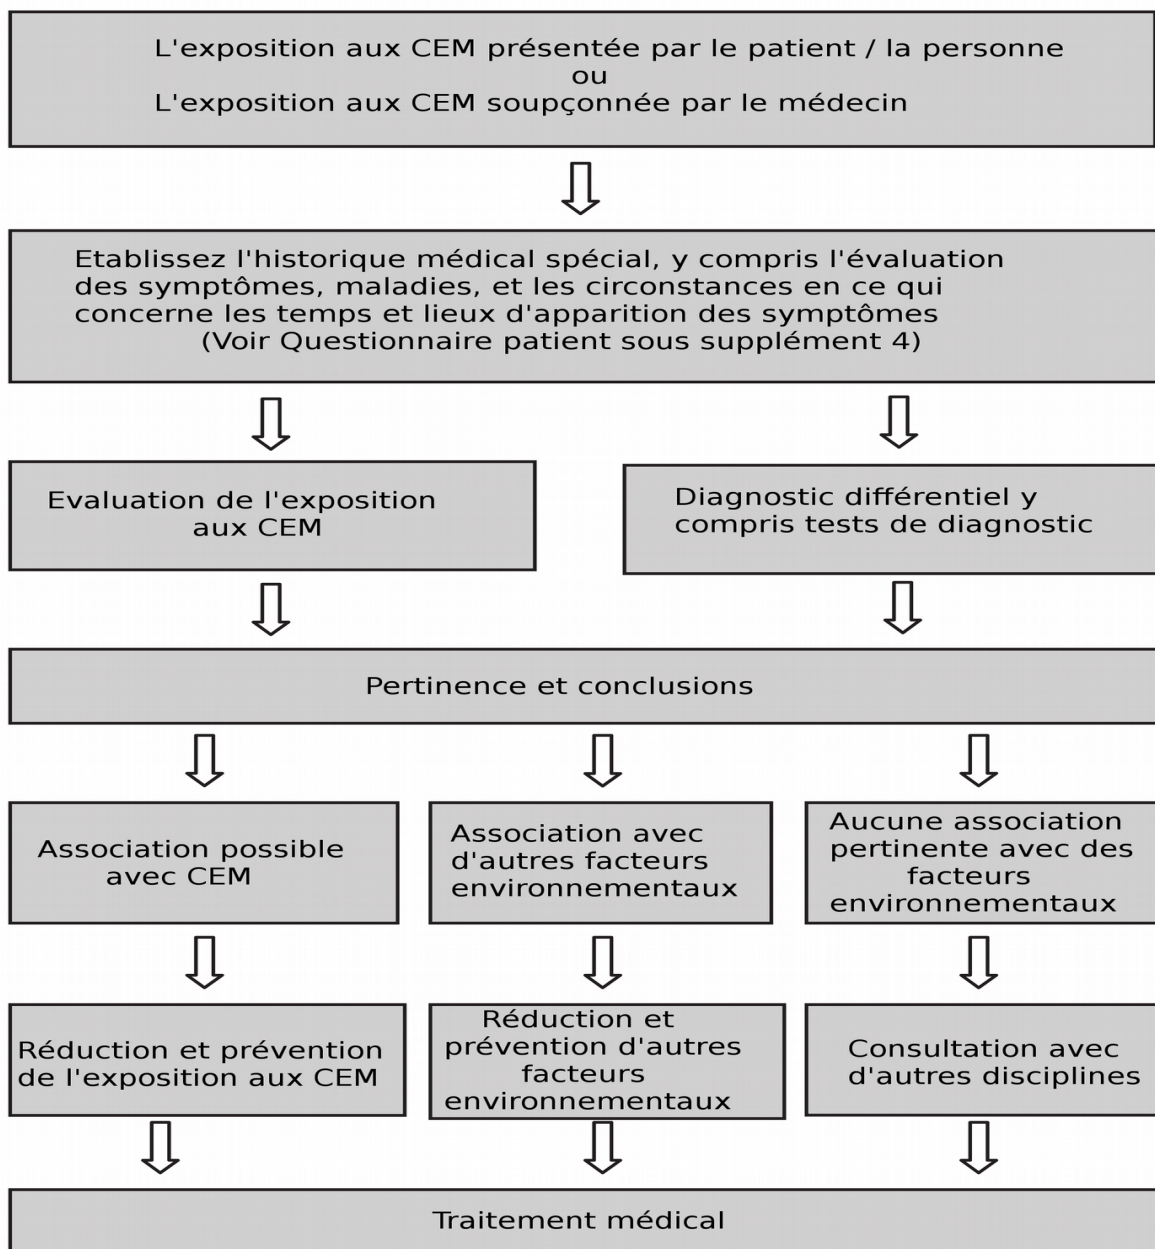 L'exposition aux CEM présentée par le patient / la personne
ou
L'exposition aux CEM soupçonnée par le médecin
Etablissez l'historique médical spécial, y compris l'évaluation
des symptômes, maladies, et les circonstances en ce qui
concerne les temps et lieux d'apparition des symptômes
(Voir Questionnaire patient sous supplément 4)
Evaluation de l'exposition
aux CEM
Diagnostic différentiel y
compris tests de diagnostic
Pertinence et conclusions
Association possible
avec CEM
Association avec
d'autres facteurs
environnementaux
Aucune association
pertinente avec des
facteurs
environnementaux
Réduction et prévention
de l'exposition aux CEM
Réduction et
prévention d'autres
facteurs
environnementaux
Consultation avec
d'autres disciplines
Traitement médical